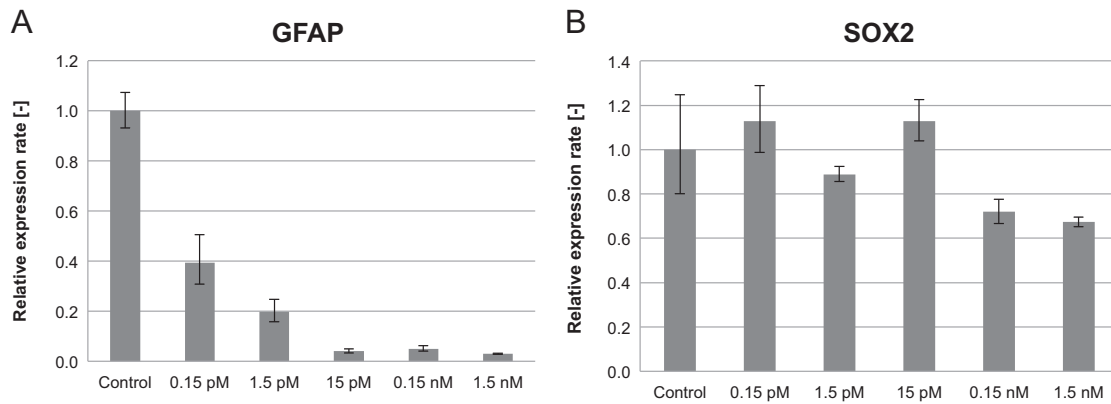 A
GFAP
Relative expression rate [-]
1.2
1.0
0.8
0.6
0.4
0.2
0.0
Control 0.15 pM 1.5 pM 15 pM 0.15 nM 1.5 nM
B
SOX2
Relative expression rate [-]
1.4
1.2
1.0
0.8
0.6
0.4
0.2
0.0
Control 0.15 pM 1.5 pM 15 pM 0.15 nM 1.5 nM